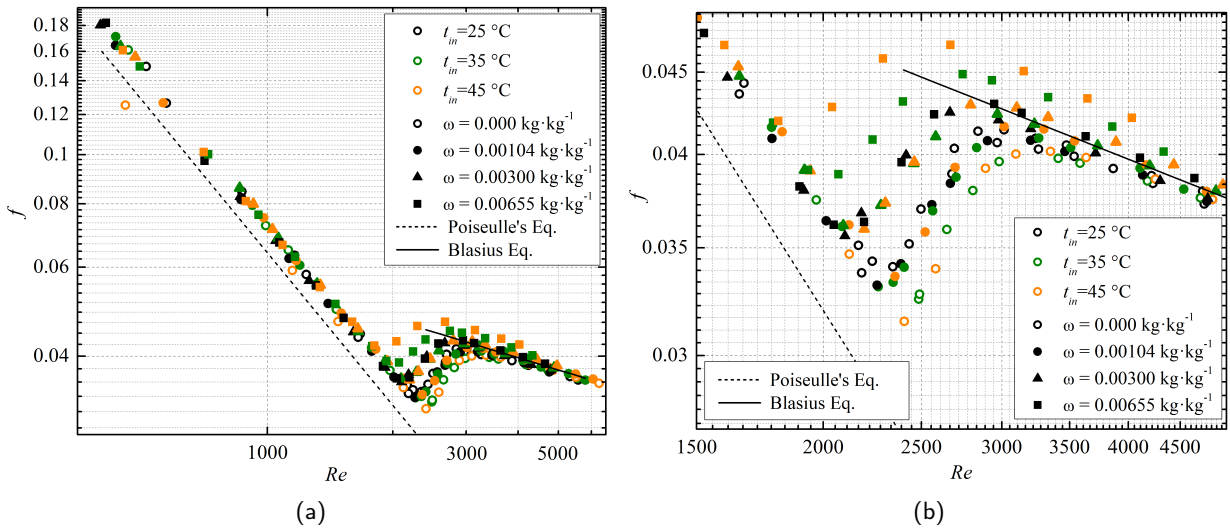 0.18
0.16
0.14
0.12
0.1
0.08
0.06
0.04
f
1000
2000
3000
5000
Re
t_in=25 °C
t_in=35 °C
t_in=45 °C
ω = 0.000 kg·kg⁻¹
ω = 0.00104 kg·kg⁻¹
ω = 0.00300 kg·kg⁻¹
ω = 0.00655 kg·kg⁻¹
Poiseulle's Eq.
Blasius Eq.
(a)
0.045
0.04
0.035
0.03
f
1500
2000
2500
3000
3500
4000
4500
Re
t_in=25 °C
t_in=35 °C
t_in=45 °C
ω = 0.000 kg·kg⁻¹
ω = 0.00104 kg·kg⁻¹
ω = 0.00300 kg·kg⁻¹
ω = 0.00655 kg·kg⁻¹
Poiseulle's Eq.
Blasius Eq.
(b)